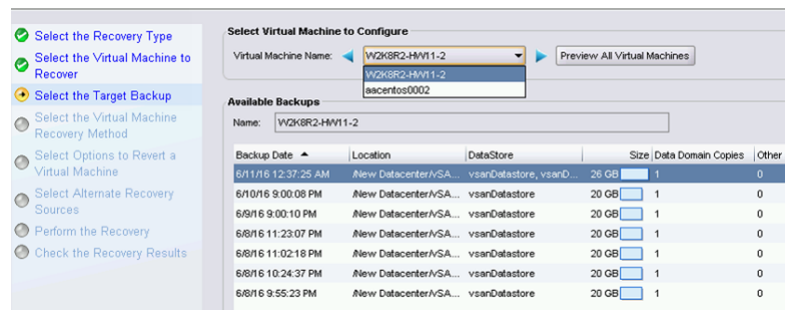 Select the Recovery Type
Select the Virtual Machine to
Recover
Select the Target Backup
Select the Virtual Machine
Recovery Method
Select Options to Revert a
Virtual Machine
Select Alternate Recovery
Sources
Perform the Recovery
Check the Recovery Results
Select Virtual Machine to Configure
Virtual Machine Name: W2K8R2-HW11-2 Preview All Virtual Machines
W2K8R2-HW11-2
aacentos0002
Available Backups
Name: W2K8R2-HW11-2
Backup Date Location DataStore Size Data Domain Copies Other
6/11/16 12:37:25 AM /New Datacenter/vSA... vsanDatastore, vsanD... 26 GB 1 0
6/10/16 9:00:08 PM /New Datacenter/vSA... vsanDatastore 20 GB 1 0
6/9/16 9:00:10 PM /New Datacenter/vSA... vsanDatastore 20 GB 1 0
6/8/16 11:23:07 PM /New Datacenter/vSA... vsanDatastore 20 GB 1 0
6/8/16 11:02:18 PM /New Datacenter/vSA... vsanDatastore 20 GB 1 0
6/8/16 10:24:37 PM /New Datacenter/vSA... vsanDatastore 20 GB 1 0
6/8/16 9:55:23 PM /New Datacenter/vSA... vsanDatastore 20 GB 1 0